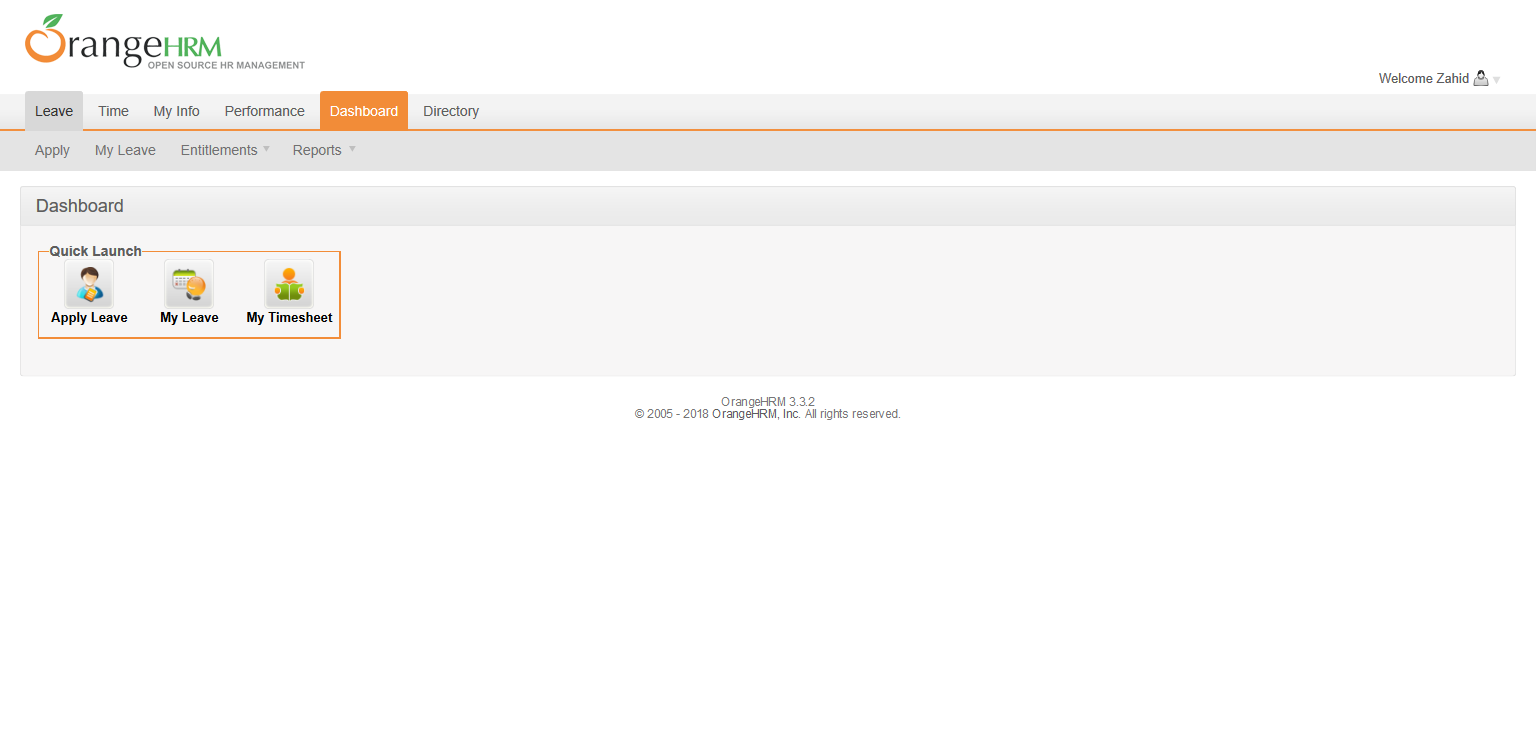 OrangeHRM
OPEN SOURCE HR MANAGEMENT
Welcome Zahid
Leave Time My Info Performance Dashboard Directory
Apply My Leave Entitlements Reports
Dashboard
Quick Launch
Apply Leave My Leave My Timesheet
OrangeHRM 3.3.2
© 2005 - 2018 OrangeHRM, Inc. All rights reserved.